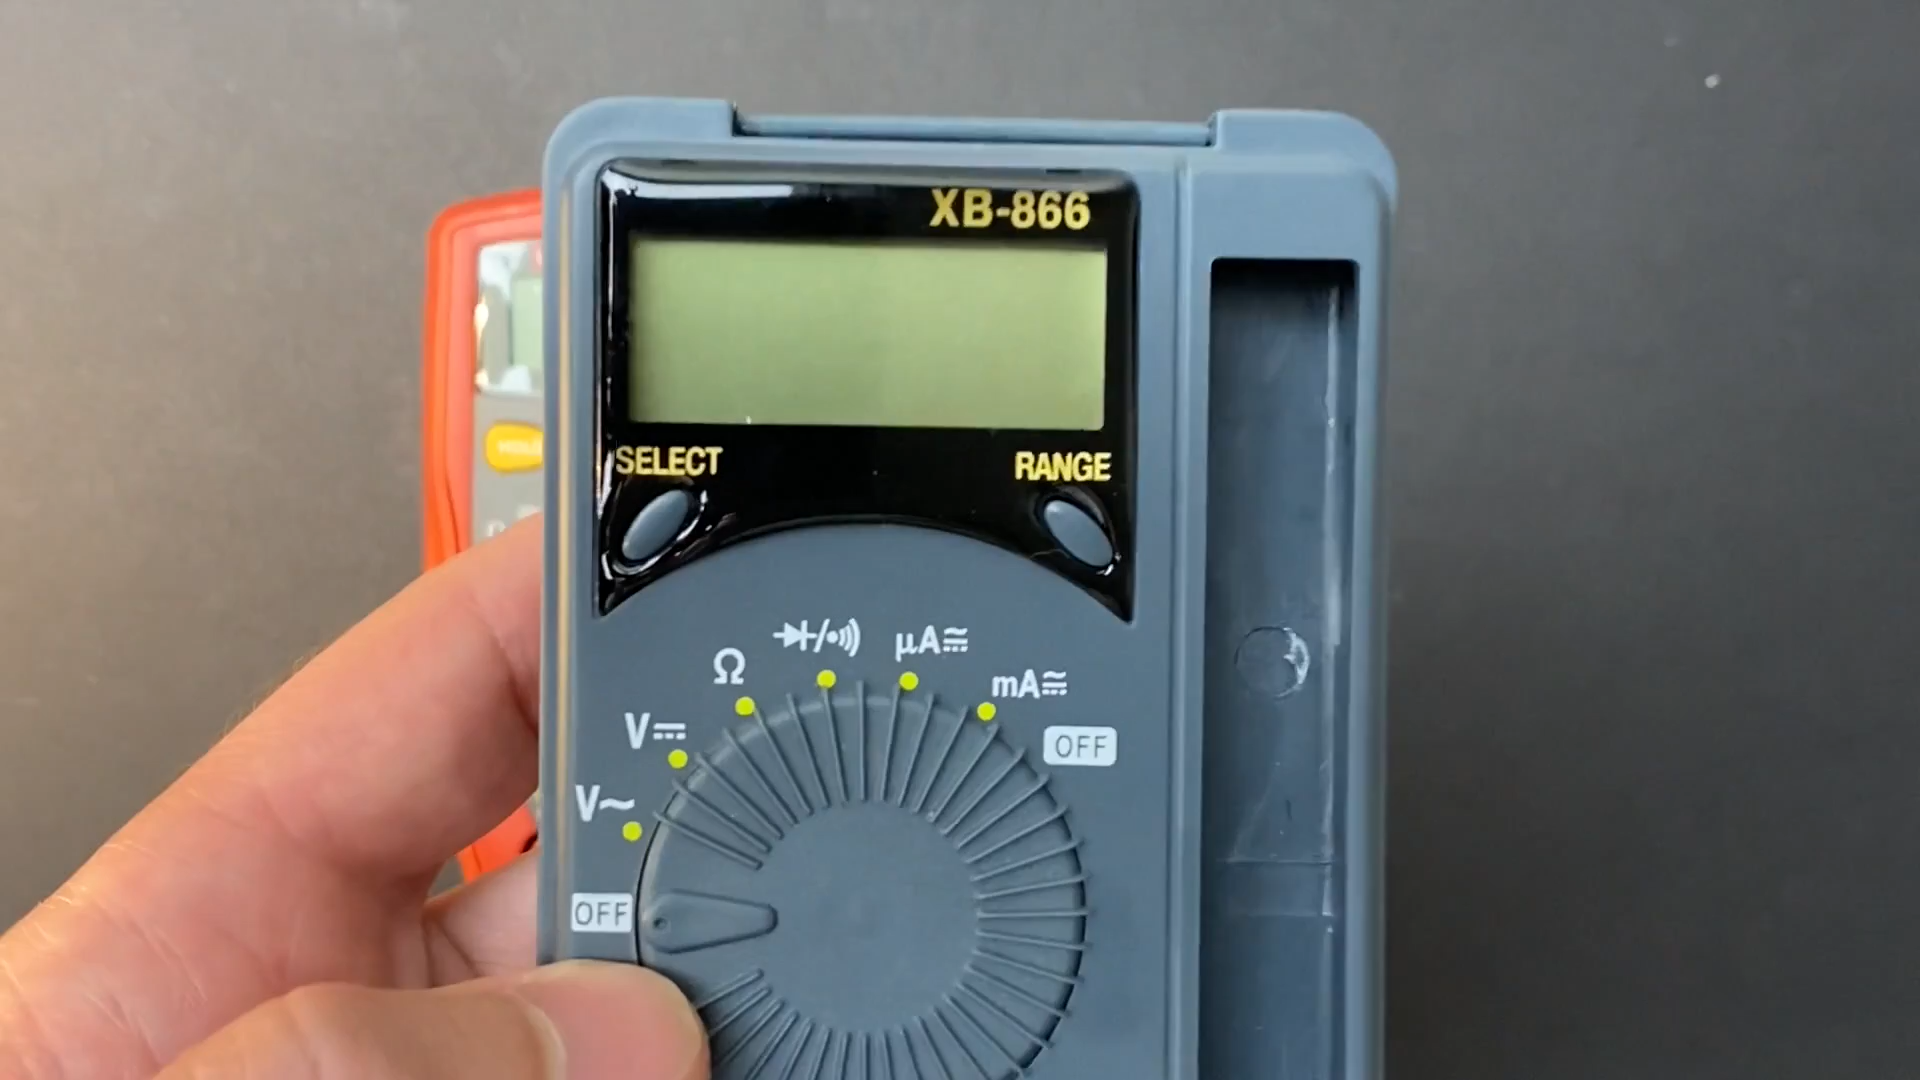 XB-866
SELECT
RANGE
Ω
µA
mA
V
OFF
V~
OFF